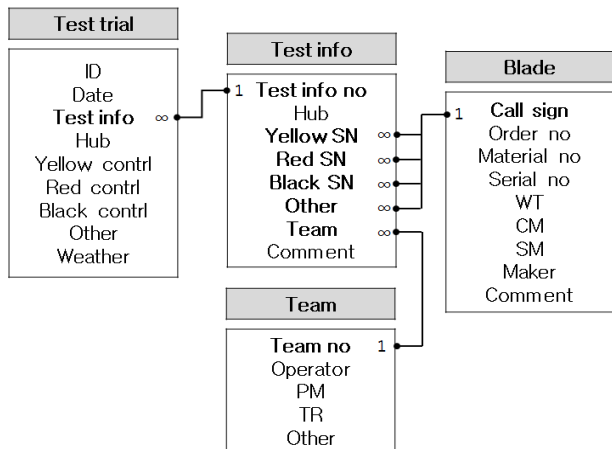 Test trial
ID
Date
Test info ∞
Hub
Yellow contrl
Red contrl
Black contrl
Other
Weather
Test info
1 Test info no
Hub
Yellow SN ∞
Red SN ∞
Black SN ∞
Other ∞
Team ∞
Comment
Blade
1 Call sign
Order no
Material no
Serial no
WT
CM
SM
Maker
Comment
Team
Team no 1
Operator
PM
TR
Other